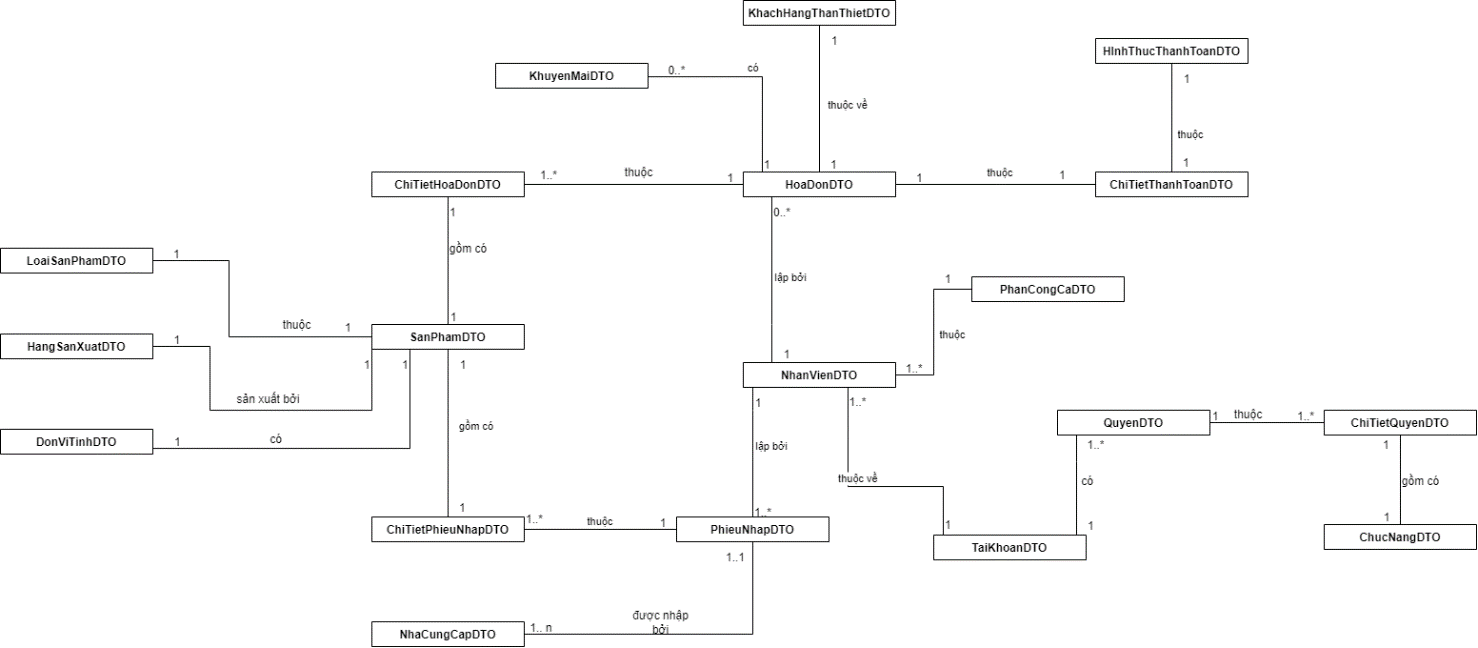 KhachHangThanThietDTO
1
HInhThucThanhToanDTO
KhuyenMaiDTO
0..*
có
1
thuộc về
thuộc
1
1
1
ChiTietHoaDonDTO
1..*
thuộc
1
HoaDonDTO
1
thuộc
1
ChiTietThanhToanDTO
1
0..*
gồm có
LoaiSanPhamDTO
1
lập bởi
1
PhanCongCaDTO
1
thuộc
1
SanPhamDTO
thuộc
HangSanXuatDTO
1
1
1
1
1
NhanVienDTO
1..*
sản xuất bởi
1
1..*
gồm có
QuyenDTO
1
thuộc
1..*
ChiTietQuyenDTO
DonViTinhDTO
1
có
lập bởi
1..*
1
thuộc về
có
gồm có
1
1..*
ChiTietPhieuNhapDTO
1..*
thuộc
1
PhieuNhapDTO
1
1
1
ChucNangDTO
TaiKhoanDTO
1..1
được nhập
bởi
NhaCungCapDTO
1.. n